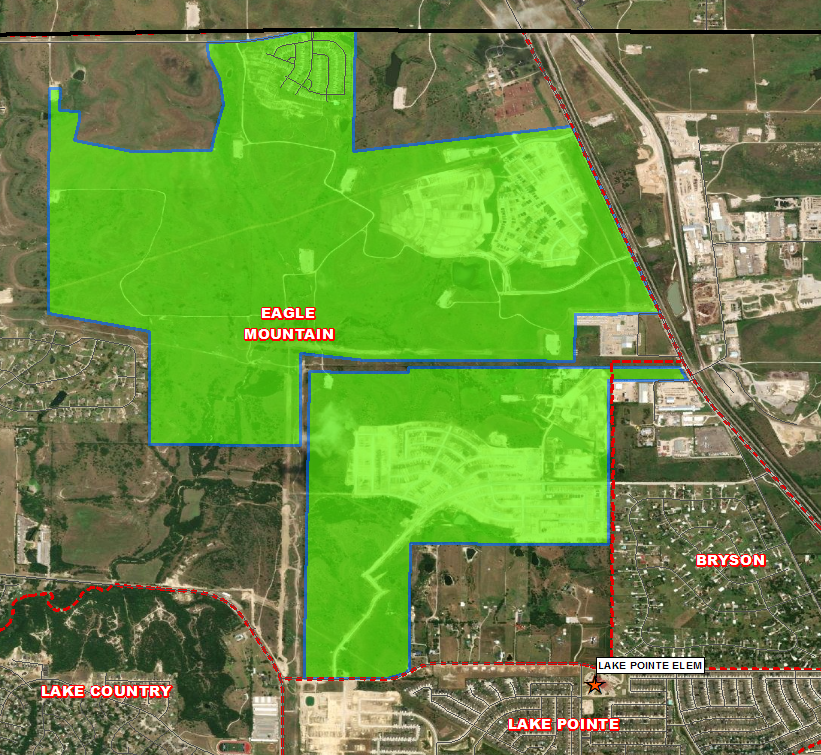 EAGLE
MOUNTAIN
BRYSON
LAKE POINTE ELEM
LAKE COUNTRY
LAKE POINTE